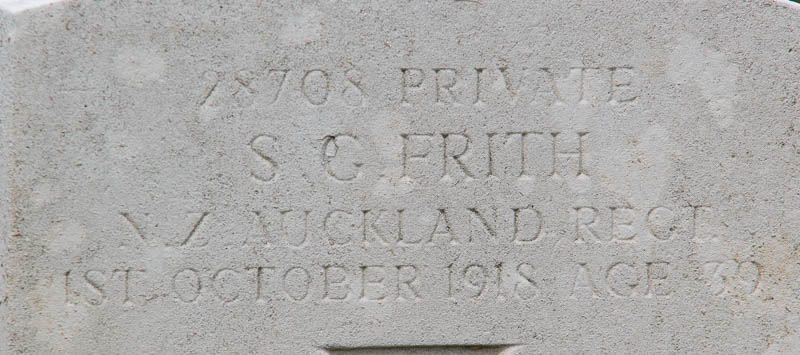 28708 PRIVATE
S. G. FRITH
N.Z. AUCKLAND REGT.
1ST. OCTOBER 1918 AGE 39